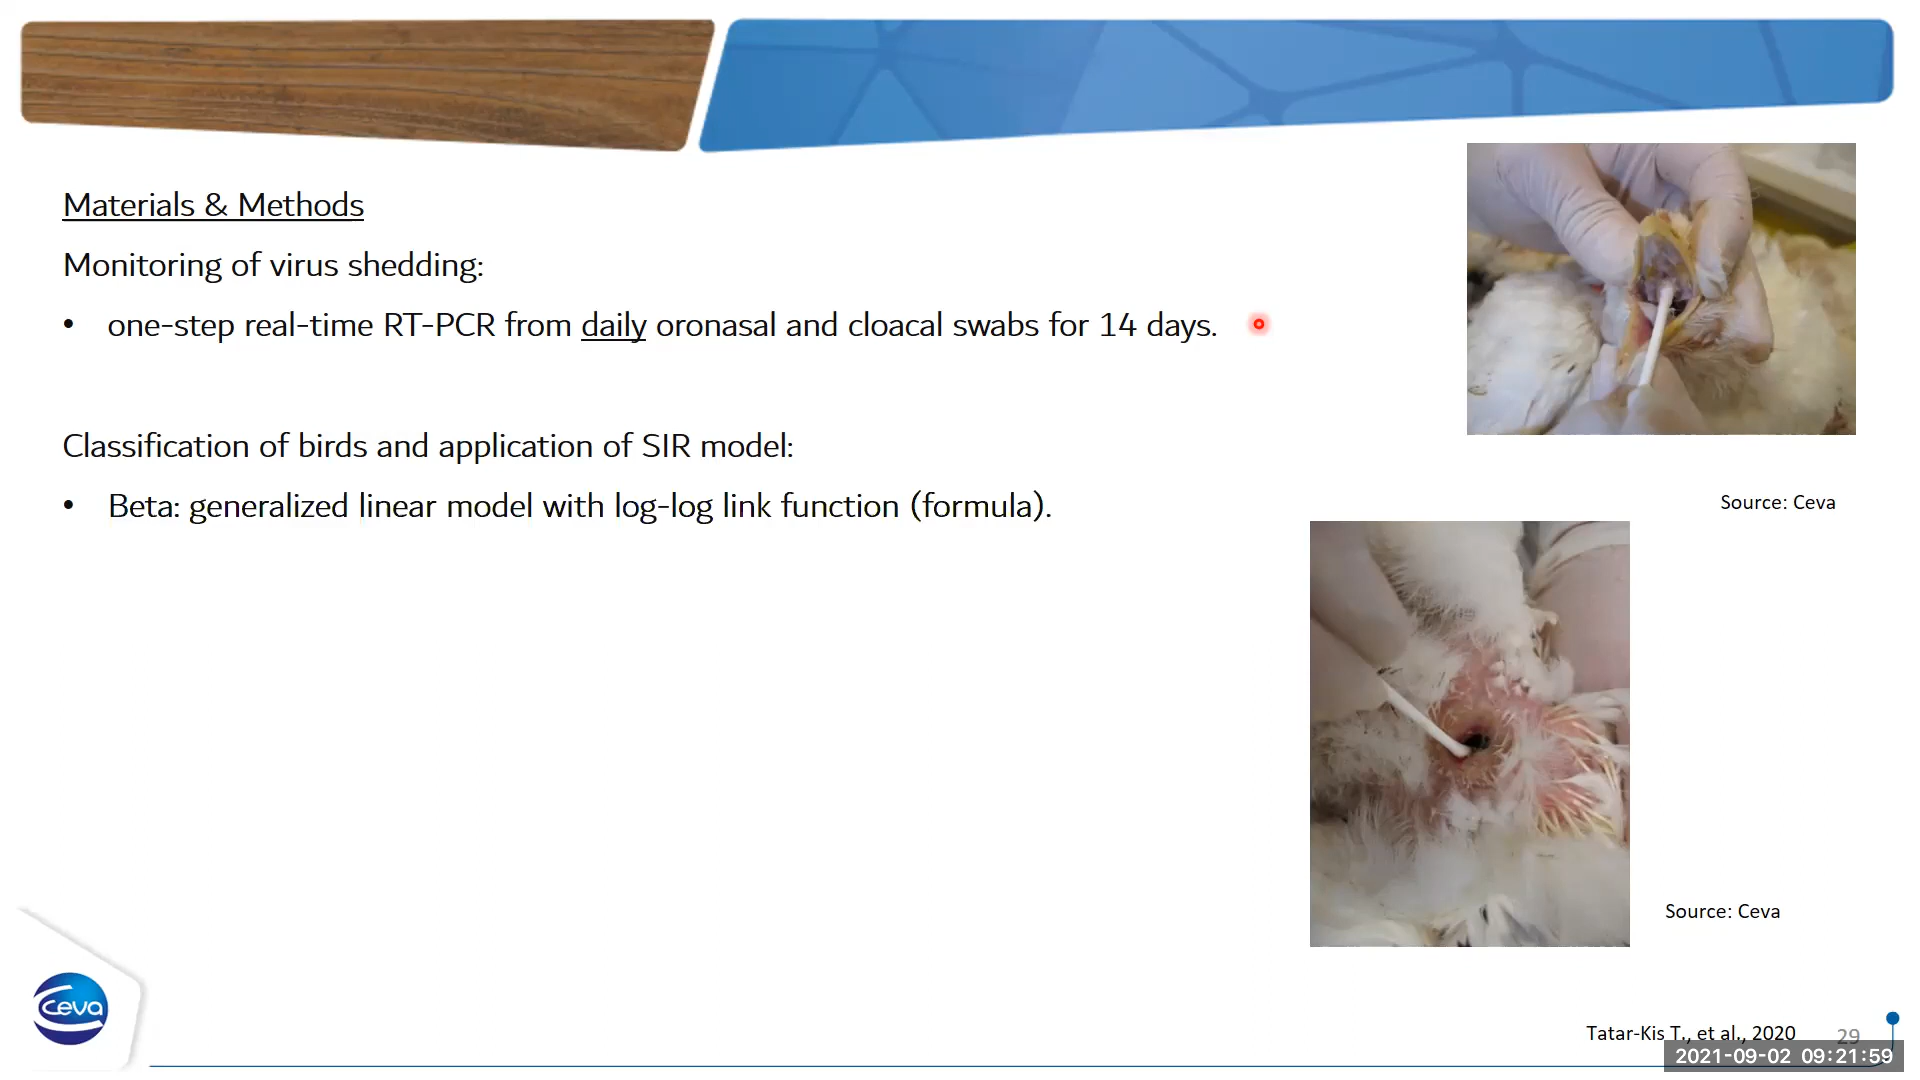 Materials & Methods
Monitoring of virus shedding:
• one-step real-time RT-PCR from daily oronasal and cloacal swabs for 14 days.
Classification of birds and application of SIR model:
• Beta: generalized linear model with log-log link function (formula).
Source: Ceva
Source: Ceva
ceva
Tatar-Kis T., et al., 2020
29
2021-09-02 09:21:59